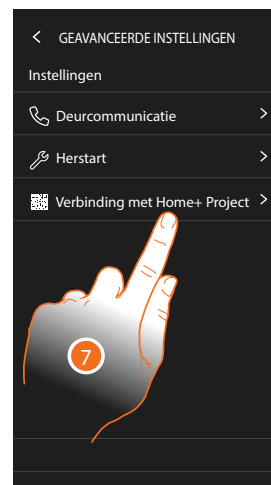 GEAVANCEERDE INSTELLINGEN
Instellingen
Deurcommunicatie
Herstart
Verbinding met Home+ Project
7